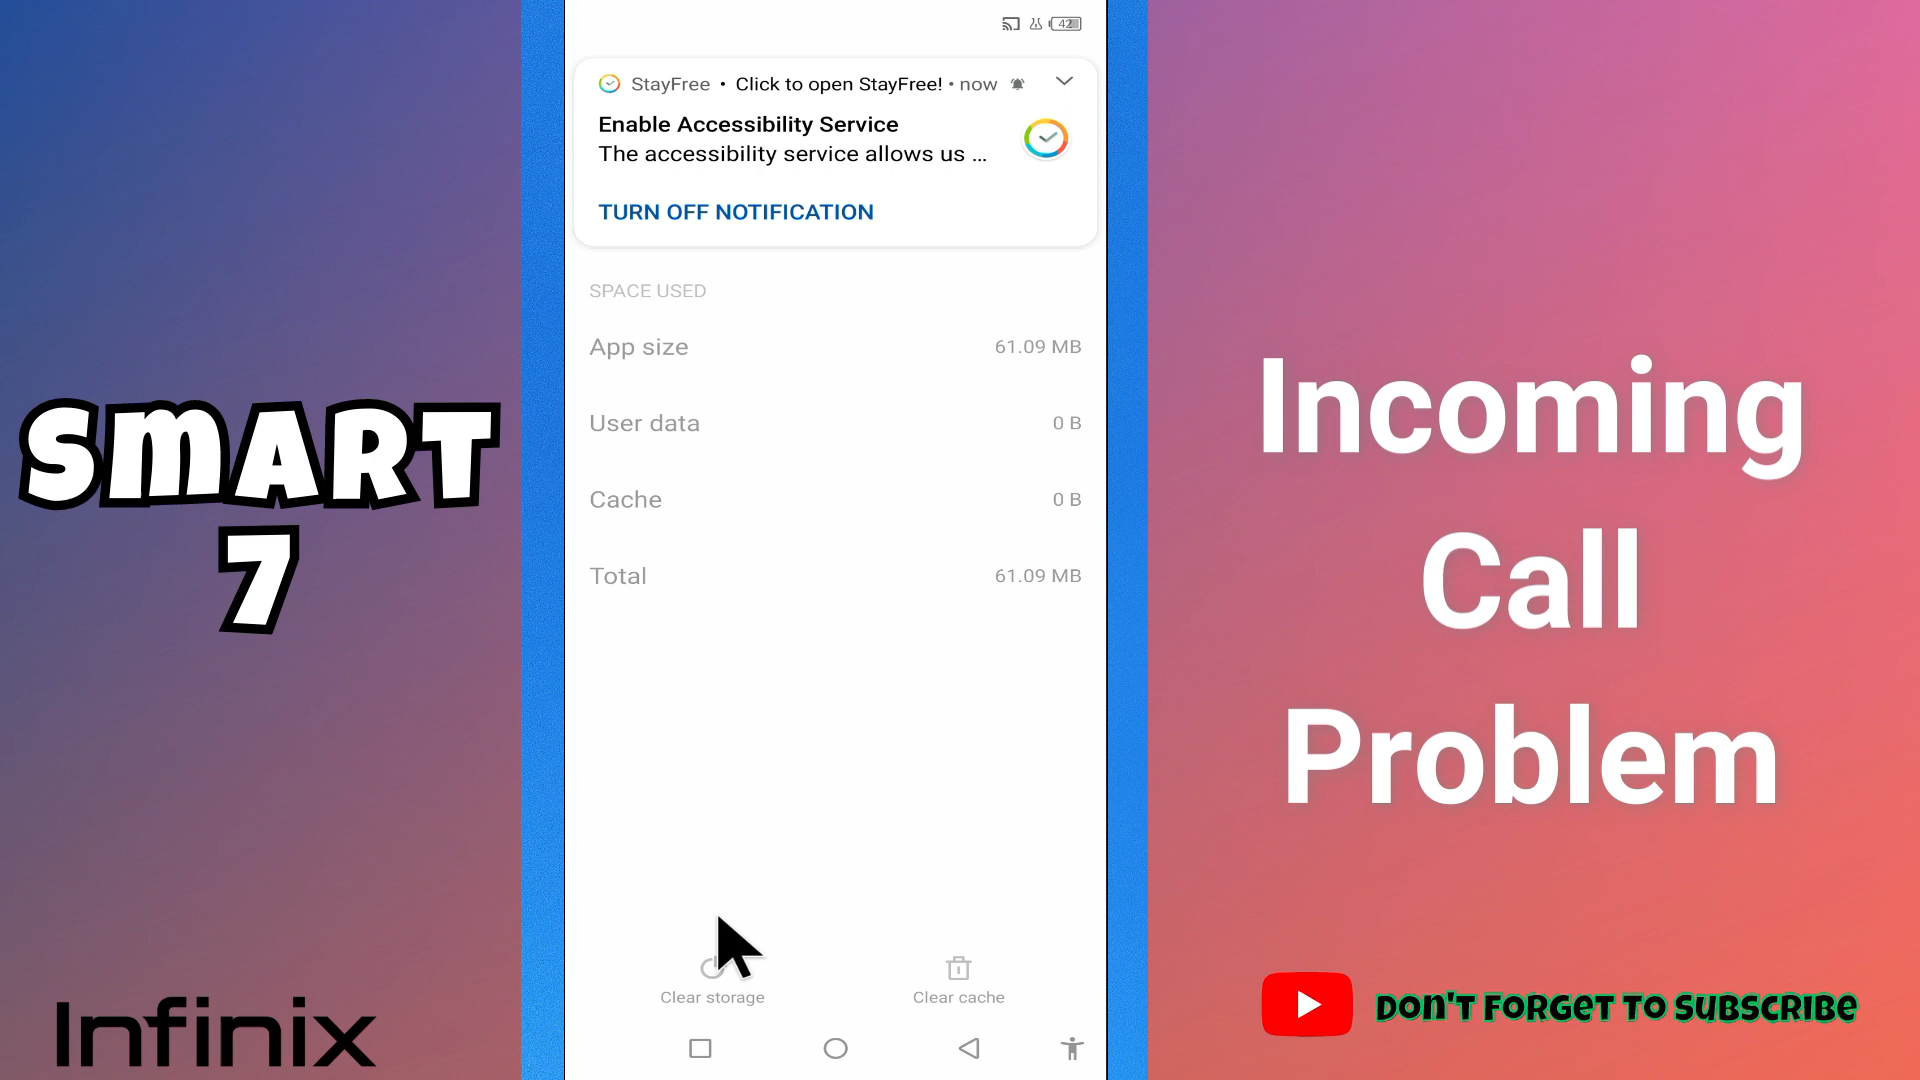 SMART
7
Infinix
42
StayFree • Click to open StayFree! • now
Enable Accessibility Service
The accessibility service allows us ...
TURN OFF NOTIFICATION
SPACE USED
App size 61.09 MB
User data 0 B
Cache 0 B
Total 61.09 MB
Clear storage Clear cache
Incoming
Call
Problem
DON'T FORGET TO SUBSCRIBE